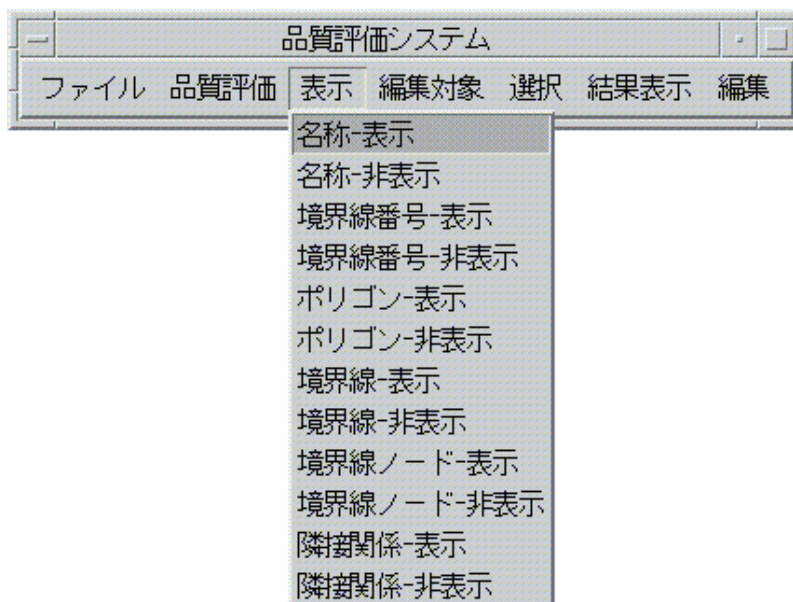 品質評価システム
ファイル 品質評価 表示 編集対象 選択 結果表示 編集
名称-表示
名称-非表示
境界線番号-表示
境界線番号-非表示
ポリゴン-表示
ポリゴン-非表示
境界線-表示
境界線-非表示
境界線ノード-表示
境界線ノード-非表示
隣接関係-表示
隣接関係-非表示